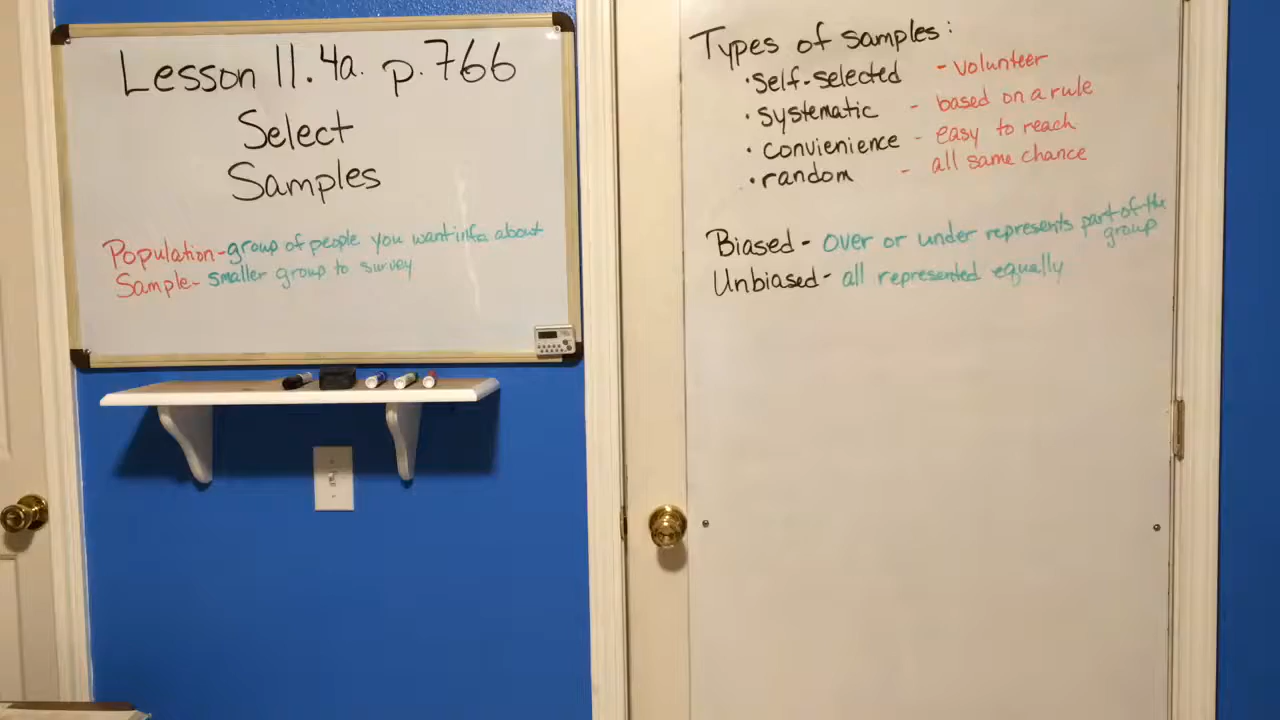 Lesson 11.4a. p.766
Select
Samples
Population-group of people you want info about
Sample-smaller group to survey
Types of samples:
·Self-selected - volunteer
·systematic - based on a rule
·convienience - easy to reach
·random - all same chance
Biased- over or under represents part of the
group
Unbiased- all represented equally